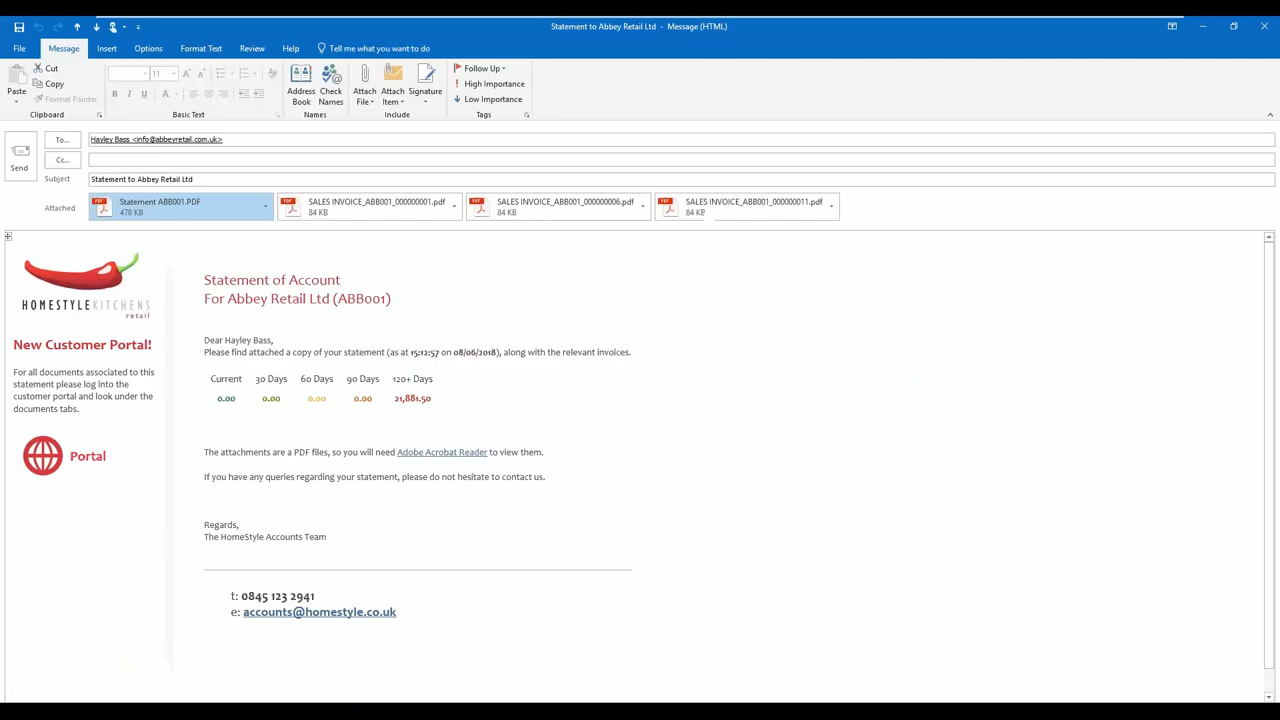 Statement to Abbey Retail Ltd - Message (HTML)
File Message Insert Options Format Text Review Help Tell me what you want to do
Paste
Cut
Copy
Format Painter
Clipboard
11
B I U A
Basic Text
Address Book
Check Names
Names
Attach File
Attach Item
Signature
Include
Follow Up
High Importance
Low Importance
Tags
Send
To... Hayley Bass <info@abbeyretail.com.uk>
Cc...
Subject Statement to Abbey Retail Ltd
Attached
PDF Statement ABB001.PDF
478 KB
PDF SALES INVOICE_ABB001_000000001.pdf
84 KB
PDF SALES INVOICE_ABB001_000000006.pdf
84 KB
PDF SALES INVOICE_ABB001_000000011.pdf
84 KB
HOMESTYLEKITCHENS
retail
New Customer Portal!
For all documents associated to this
statement please log into the
customer portal and look under the
documents tabs.
Portal
Statement of Account
For Abbey Retail Ltd (ABB001)
Dear Hayley Bass,
Please find attached a copy of your statement (as at 15:12:57 on 08/06/2018), along with the relevant invoices.
Current 30 Days 60 Days 90 Days 120+ Days
0.00 0.00 0.00 0.00 21,881.50
The attachments are a PDF files, so you will need Adobe Acrobat Reader to view them.
If you have any queries regarding your statement, please do not hesitate to contact us.
Regards,
The HomeStyle Accounts Team
t: 0845 123 2941
e: accounts@homestyle.co.uk